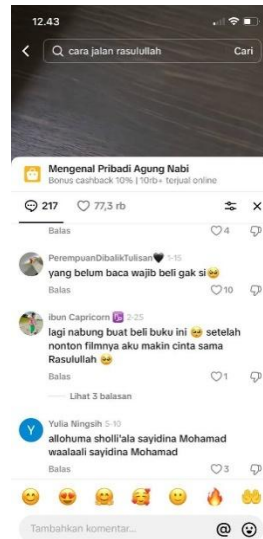 12.43
cara jalan rasulullah
Cari
Mengenal Pribadi Agung Nabi
Bonus cashback 10% | 10rb+ terjual online
217
77,3 rb
Balas
4
PerempuanDibalikTulisan🖤 1-15
yang belum baca wajib beli gak si🥹
Balas
10
ibun Capricorn ♑ 2-25
lagi nabung buat beli buku ini 🥹 setelah
nonton filmnya aku makin cinta sama
Rasulullah 🥹
Balas
1
Lihat 3 balasan
Y
Yulia Ningsih 5-10
allohuma sholli'ala sayidina Mohamad
waalaali sayidina Mohamad
Balas
3
Tambahkan komentar...
@